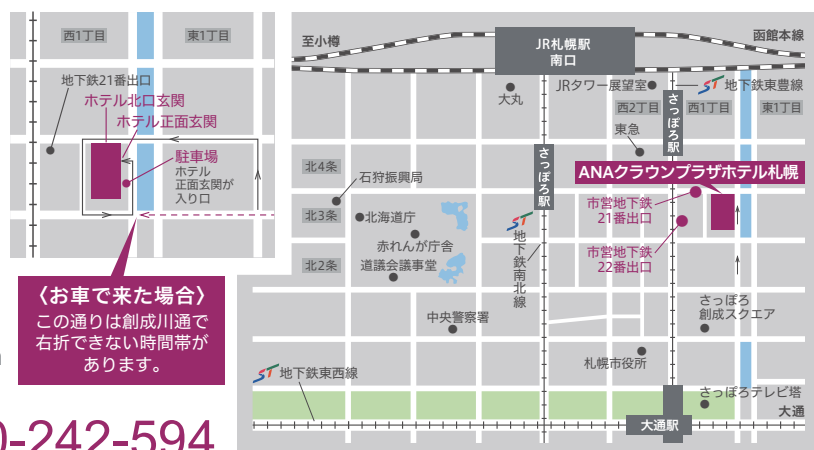 西1丁目
東1丁目
地下鉄21番出口
ホテル北口玄関
ホテル正面玄関
駐車場
ホテル
正面玄関が
入り口
〈お車で来た場合〉
この通りは創成川通で
右折できない時間帯が
あります。
0-242-594
至小樽
JR札幌駅
南口
函館本線
大丸
JRタワー展望室
ST
地下鉄東豊線
西2丁目
さっぽろ駅
西1丁目
東1丁目
東急
さっぽろ駅
北4条
ANAクラウンプラザホテル札幌
石狩振興局
市営地下鉄
21番出口
北3条
北海道庁
ST
地下鉄南北線
赤れんが庁舎
市営地下鉄
22番出口
北2条
道議会議事堂
さっぽろ
創成スクエア
中央警察署
札幌市役所
ST
地下鉄東西線
さっぽろテレビ塔
大通
大通駅